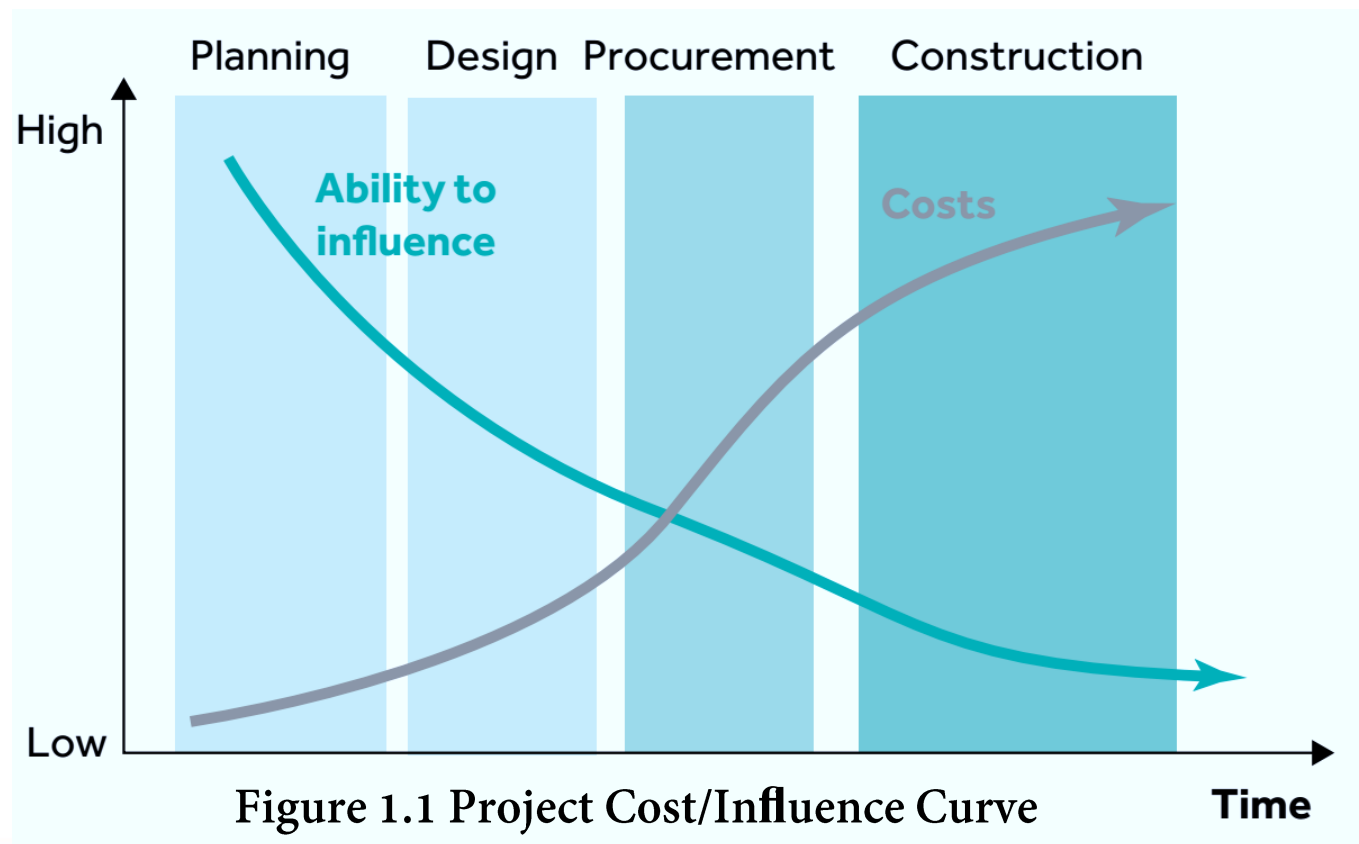 Planning Design Procurement Construction
High
Ability to
influence
Costs
Low
Figure 1.1 Project Cost/Influence Curve
Time